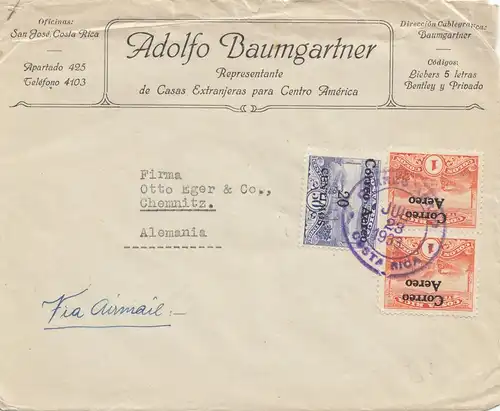 Oficinas:
San José, Costa Rica
Apartado 425
Teléfono 4103
Adolfo Baumgartner
Representante
de Casas Extranjeras para Centro América
Dirección Cablegráfica:
Baumgartner
Códigos:
Liebers 5 letras
Bentley y Privado
Firma
Otto Eger & Co.,
Chemnitz.
Alemania
Via Airmail:-
Correo Aereo
20
CENTIMOS
1
Correo
Aereo
1
Correo
Aereo
23
COSTA RICA